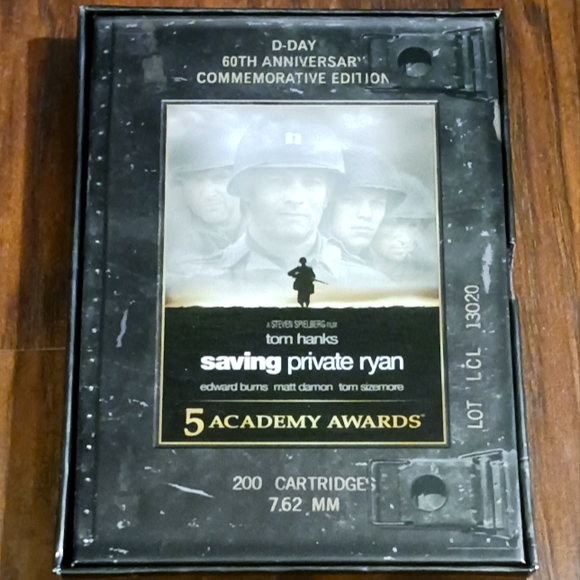 D-DAY
60TH ANNIVERSARY
COMMEMORATIVE EDITION
A STEVEN SPIELBERG FILM
tom hanks
saving private ryan
edward burns matt damon tom sizemore
5 ACADEMY AWARDS
LOT LCL 13020
200 CARTRIDGES
7.62 MM